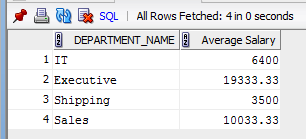 SQL | All Rows Fetched: 4 in 0 seconds
DEPARTMENT_NAME Average Salary
1 IT 6400
2 Executive 19333.33
3 Shipping 3500
4 Sales 10033.33